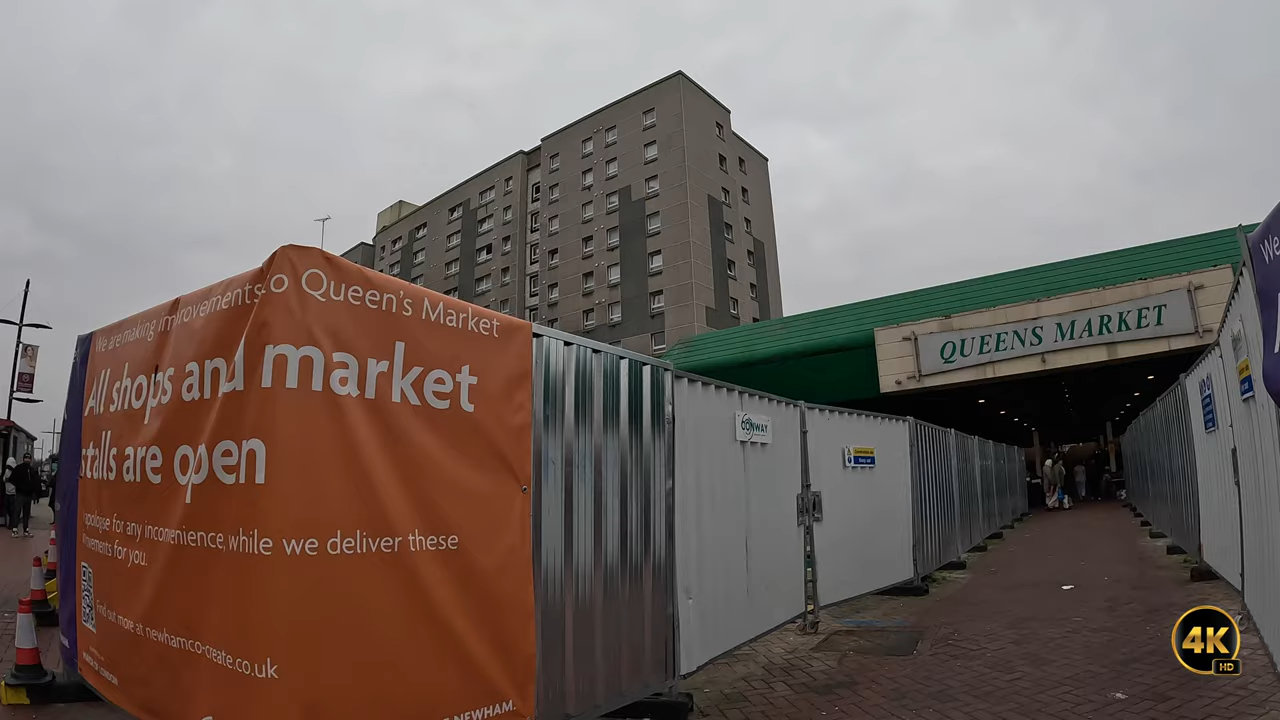 We are making improvements to Queen's Market
All shops and market
stalls are open
apologise for any inconvenience, while we deliver these
for you.
Find out more at newhamco-create.co.uk
NEWHAM.
CONWAY
QUEENS MARKET
We
4K
HD